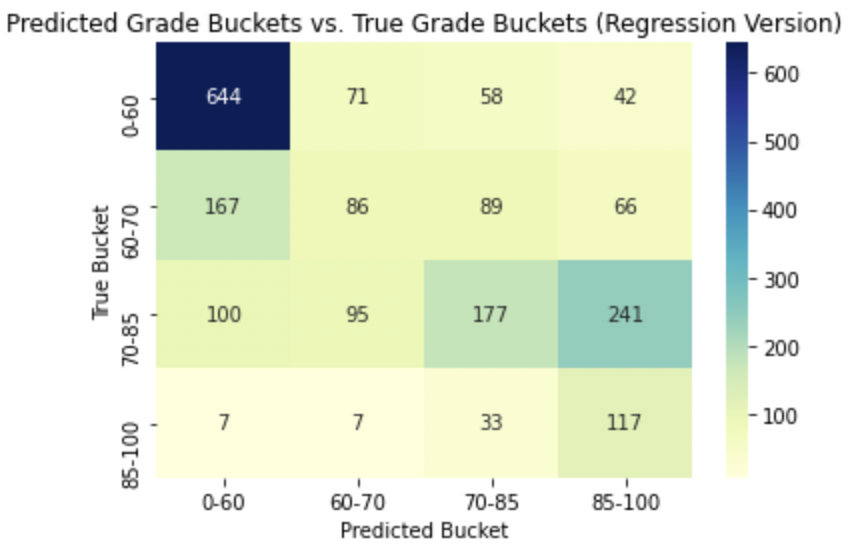 Predicted Grade Buckets vs. True Grade Buckets (Regression Version)
0-60 644 71 58 42
60-70 167 86 89 66
70-85 100 95 177 241
85-100 7 7 33 117
True Bucket
0-60 60-70 70-85 85-100
Predicted Bucket
600
500
400
300
200
100